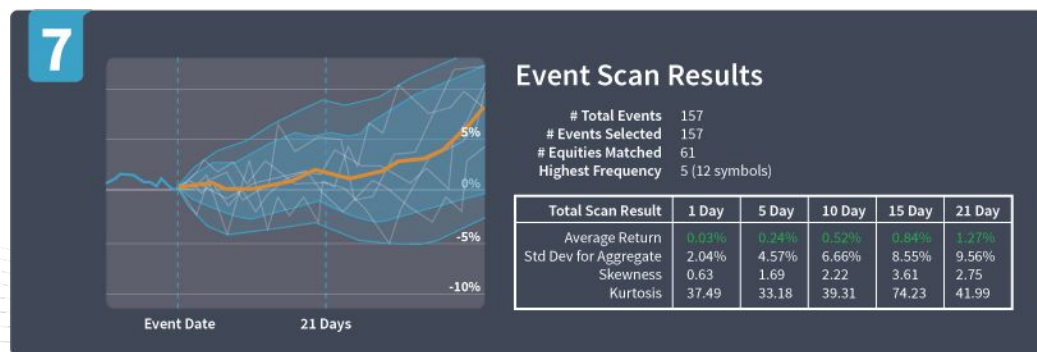 7
5%
0%
-5%
-10%
Event Date 21 Days
Event Scan Results
# Total Events 157
# Events Selected 157
# Equities Matched 61
Highest Frequency 5 (12 symbols)
Total Scan Result 1 Day 5 Day 10 Day 15 Day 21 Day
Average Return 0.03% 0.24% 0.52% 0.84% 1.27%
Std Dev for Aggregate 2.04% 4.57% 6.66% 8.55% 9.56%
Skewness 0.63 1.69 2.22 3.61 2.75
Kurtosis 37.49 33.18 39.31 74.23 41.99